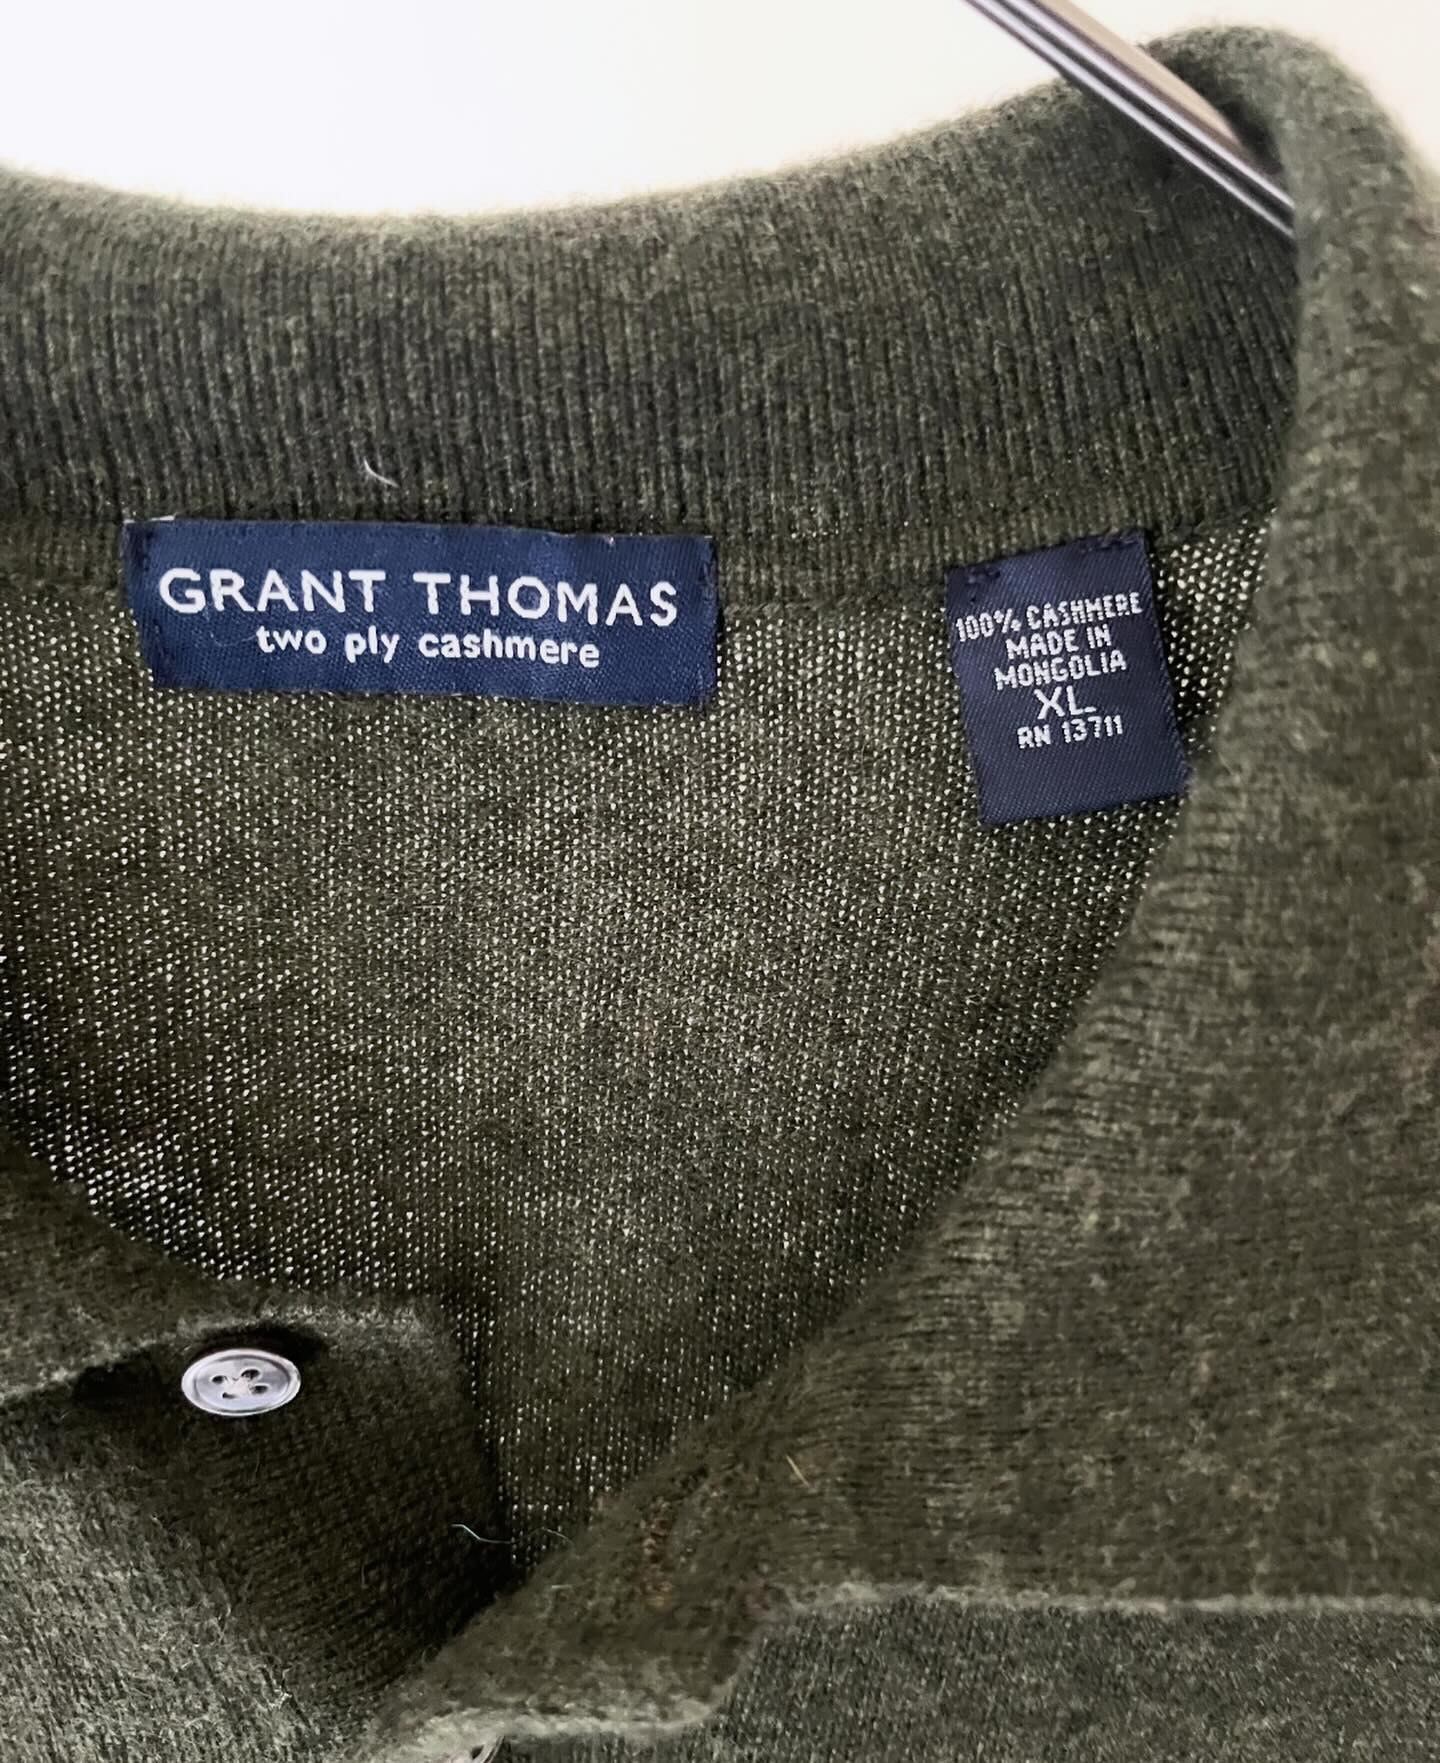 GRANT THOMAS
two ply cashmere
100% CASHMERE
MADE IN
MONGOLIA
XL
RN 13711